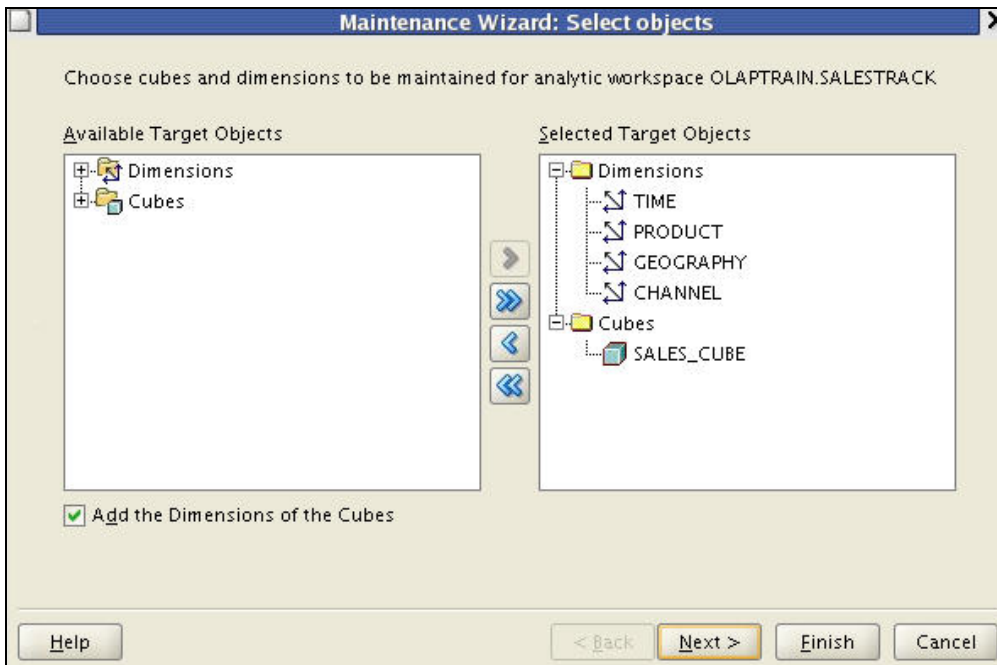 Maintenance Wizard: Select objects
Choose cubes and dimensions to be maintained for analytic workspace OLAPTRAIN.SALESTRACK
Available Target Objects
Dimensions
Cubes
Selected Target Objects
Dimensions
TIME
PRODUCT
GEOGRAPHY
CHANNEL
Cubes
SALES_CUBE
Add the Dimensions of the Cubes
Help
< Back
Next >
Finish
Cancel